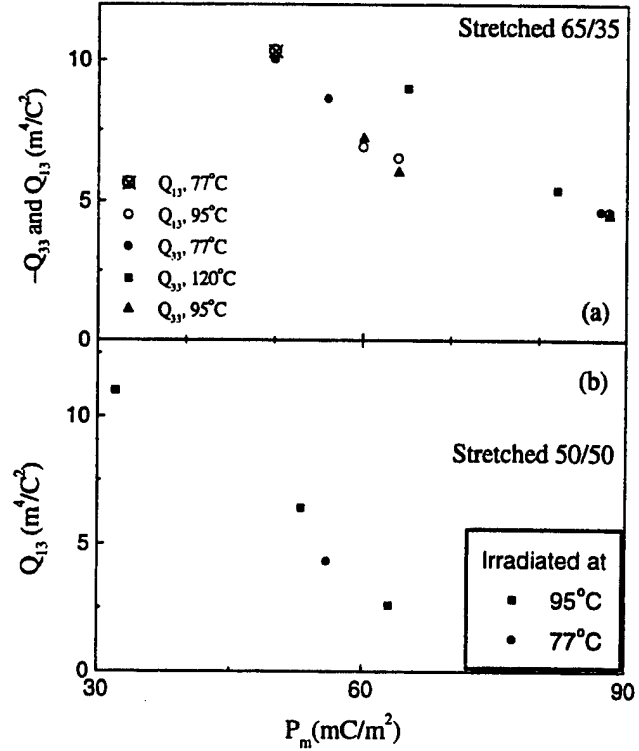 Stretched 65/35
10
5
0
–Q33 and Q13 (m⁴/C²)
Q13, 77°C
Q13, 95°C
Q33, 77°C
Q33, 120°C
Q33, 95°C
(a)
(b)
Stretched 50/50
10
5
0
Q13 (m⁴/C²)
Irradiated at
95°C
77°C
30
60
90
Pm(mC/m²)